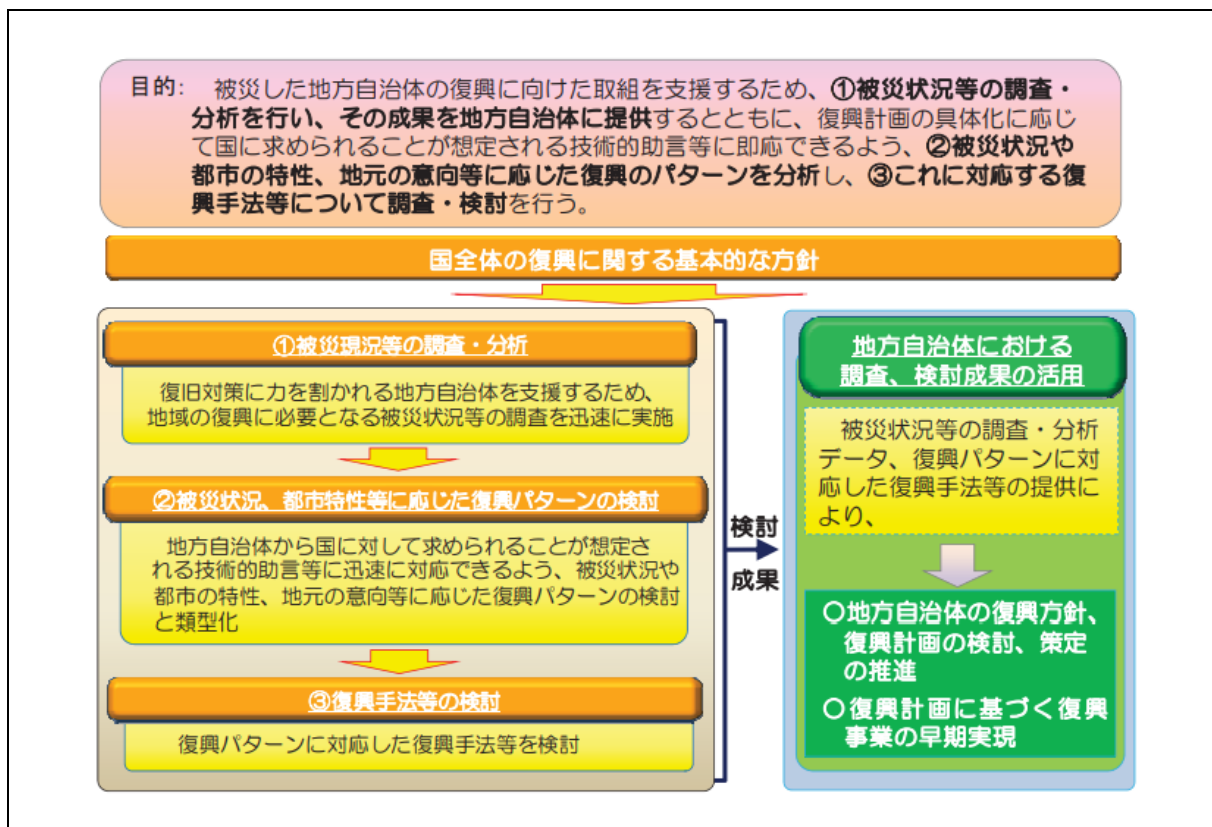 目的: 被災した地方自治体の復興に向けた取組を支援するため、①被災状況等の調査・
分析を行い、その成果を地方自治体に提供するとともに、復興計画の具体化に応じ
て国に求められることが想定される技術的助言等に即応できるよう、②被災状況や
都市の特性、地元の意向等に応じた復興のパターンを分析し、③これに対応する復
興手法等について調査・検討を行う。
国全体の復興に関する基本的な方針
①被災現況等の調査・分析
復旧対策に力を割かれる地方自治体を支援するため、
地域の復興に必要となる被災状況等の調査を迅速に実施
②被災状況、都市特性等に応じた復興パターンの検討
地方自治体から国に対して求められることが想定さ
れる技術的助言等に迅速に対応できるよう、被災状況や
都市の特性、地元の意向等に応じた復興パターンの検討
と類型化
③復興手法等の検討
復興パターンに対応した復興手法等を検討
検討
成果
地方自治体における
調査、検討成果の活用
被災状況等の調査・分析
データ、復興パターンに対
応した復興手法等の提供に
より、
○地方自治体の復興方針、
復興計画の検討、策定
の推進
○復興計画に基づく復興
事業の早期実現